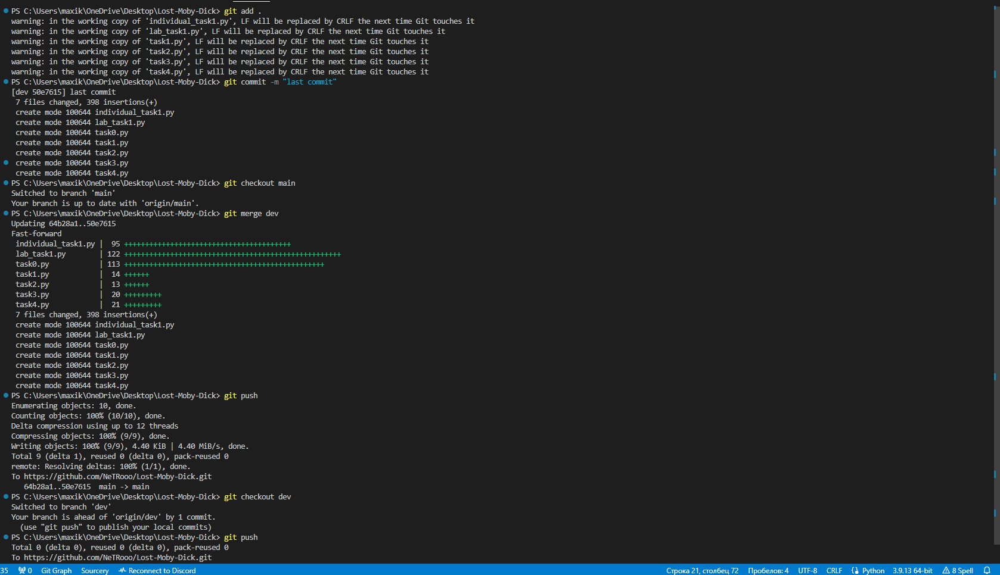 PS C:\Users\maxik\OneDrive\Desktop\Lost-Moby-Dick> git add .
warning: in the working copy of 'individual_task1.py', LF will be replaced by CRLF the next time Git touches it
warning: in the working copy of 'lab_task1.py', LF will be replaced by CRLF the next time Git touches it
warning: in the working copy of 'task1.py', LF will be replaced by CRLF the next time Git touches it
warning: in the working copy of 'task2.py', LF will be replaced by CRLF the next time Git touches it
warning: in the working copy of 'task3.py', LF will be replaced by CRLF the next time Git touches it
warning: in the working copy of 'task4.py', LF will be replaced by CRLF the next time Git touches it
PS C:\Users\maxik\OneDrive\Desktop\Lost-Moby-Dick> git commit -m "last commit"
[dev 50e7615] last commit
7 files changed, 398 insertions(+)
create mode 100644 individual_task1.py
create mode 100644 lab_task1.py
create mode 100644 task0.py
create mode 100644 task1.py
create mode 100644 task2.py
create mode 100644 task3.py
create mode 100644 task4.py
PS C:\Users\maxik\OneDrive\Desktop\Lost-Moby-Dick> git checkout main
Switched to branch 'main'
Your branch is up to date with 'origin/main'.
PS C:\Users\maxik\OneDrive\Desktop\Lost-Moby-Dick> git merge dev
Updating 64b28a1..50e7615
Fast-forward
individual_task1.py | 95 ++++++++++++++++++++++++++++++++++++++++
lab_task1.py | 122 ++++++++++++++++++++++++++++++++++++++++++++++++++++
task0.py | 113 ++++++++++++++++++++++++++++++++++++++++++++++++
task1.py | 14 ++++++
task2.py | 13 ++++++
task3.py | 20 +++++++++
task4.py | 21 +++++++++
7 files changed, 398 insertions(+)
create mode 100644 individual_task1.py
create mode 100644 lab_task1.py
create mode 100644 task0.py
create mode 100644 task1.py
create mode 100644 task2.py
create mode 100644 task3.py
create mode 100644 task4.py
PS C:\Users\maxik\OneDrive\Desktop\Lost-Moby-Dick> git push
Enumerating objects: 10, done.
Counting objects: 100% (10/10), done.
Delta compression using up to 12 threads
Compressing objects: 100% (9/9), done.
Writing objects: 100% (9/9), 4.40 KiB | 4.40 MiB/s, done.
Total 9 (delta 1), reused 0 (delta 0), pack-reused 0
remote: Resolving deltas: 100% (1/1), done.
To https://github.com/NeTRooo/Lost-Moby-Dick.git
64b28a1..50e7615 main -> main
PS C:\Users\maxik\OneDrive\Desktop\Lost-Moby-Dick> git checkout dev
Switched to branch 'dev'
Your branch is ahead of 'origin/dev' by 1 commit.
(use "git push" to publish your local commits)
PS C:\Users\maxik\OneDrive\Desktop\Lost-Moby-Dick> git push
Total 0 (delta 0), reused 0 (delta 0), pack-reused 0
To https://github.com/NeTRooo/Lost-Moby-Dick.git
35 0 Git Graph Sourcery Reconnect to Discord Строка 21, столбец 72 Пробелов: 4 UTF-8 CRLF Python 3.9.13 64-bit 8 Spell